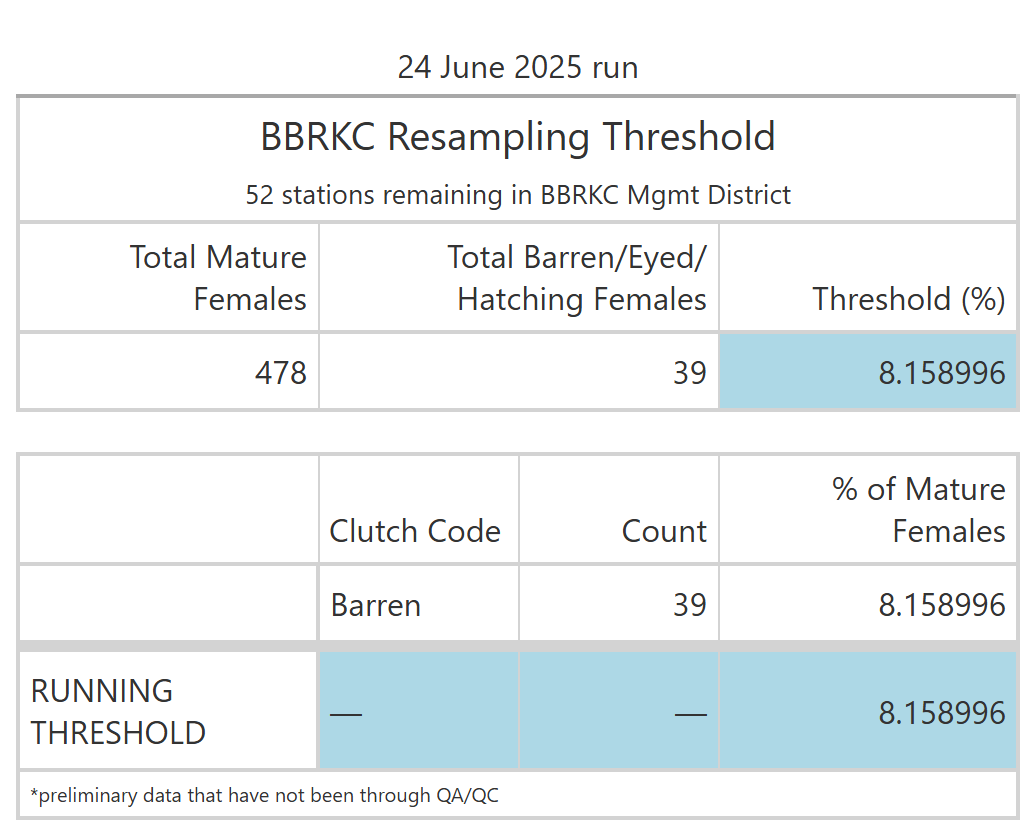 24 June 2025 run
BBRKC Resampling Threshold
52 stations remaining in BBRKC Mgmt District
Total Mature Females
Total Barren/Eyed/ Hatching Females
Threshold (%)
478
39
8.158996
Clutch Code
Count
% of Mature Females
Barren
39
8.158996
RUNNING THRESHOLD
—
—
8.158996
*preliminary data that have not been through QA/QC